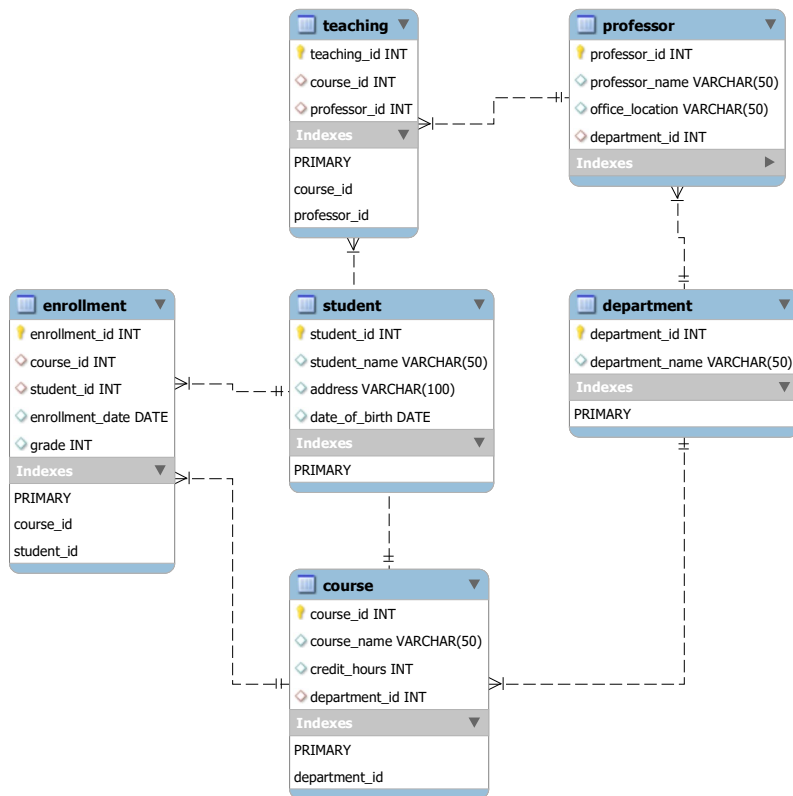 teaching
teaching_id INT
course_id INT
professor_id INT
Indexes
PRIMARY
course_id
professor_id
professor
professor_id INT
professor_name VARCHAR(50)
office_location VARCHAR(50)
department_id INT
Indexes
enrollment
enrollment_id INT
course_id INT
student_id INT
enrollment_date DATE
grade INT
Indexes
PRIMARY
course_id
student_id
student
student_id INT
student_name VARCHAR(50)
address VARCHAR(100)
date_of_birth DATE
Indexes
PRIMARY
department
department_id INT
department_name VARCHAR(50)
Indexes
PRIMARY
course
course_id INT
course_name VARCHAR(50)
credit_hours INT
department_id INT
Indexes
PRIMARY
department_id